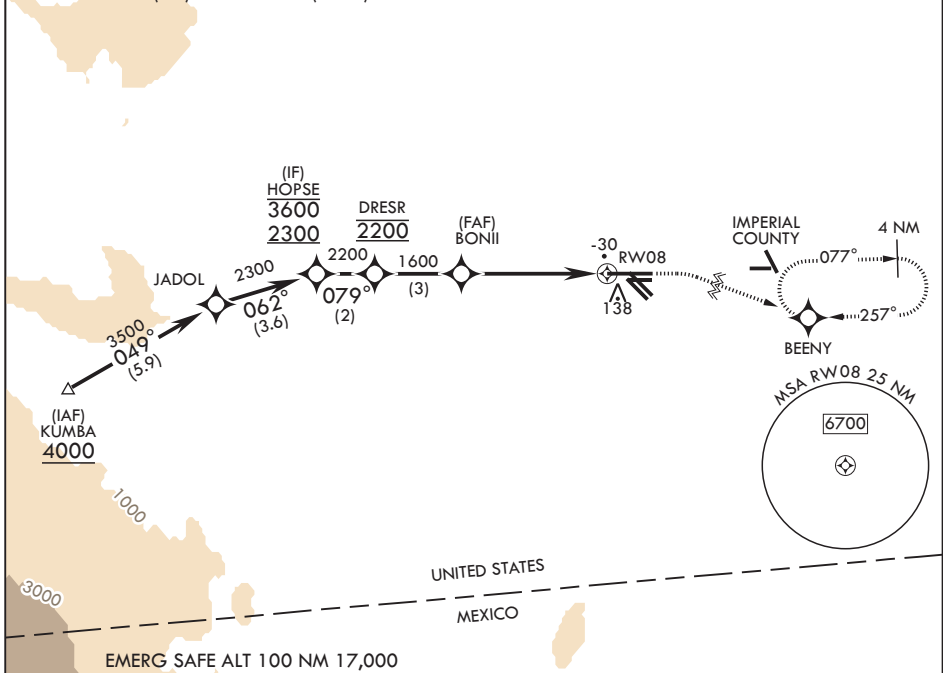 (IF)
HOPSE
3600
2300
DRESR
2200
(FAF)
BONII
-30
RW08
138
IMPERIAL
COUNTY
4 NM
077°
257°
BEENY
JADOL
2300
062°
(3.6)
2200
079°
(2)
1600
(3)
3500
049°
(5.9)
(IAF)
KUMBA
4000
MSA RW08 25 NM
6700
1000
3000
UNITED STATES
MEXICO
EMERG SAFE ALT 100 NM 17,000